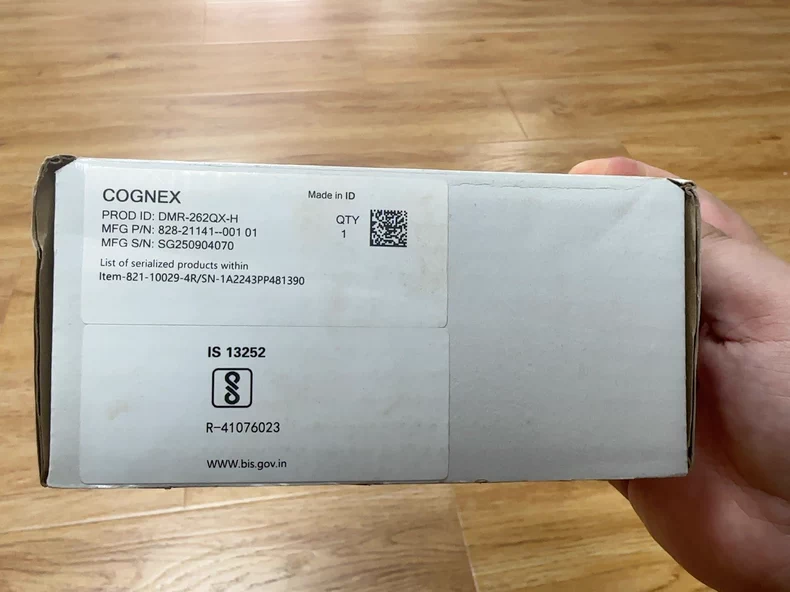 COGNEX
Made in ID
PROD ID: DMR-262QX-H
MFG P/N: 828-21141--001 01
MFG S/N: SG250904070
QTY
1
List of serialized products within
Item-821-10029-4R/SN-1A2243PP481390
IS 13252
R-41076023
WWW.bis.gov.in